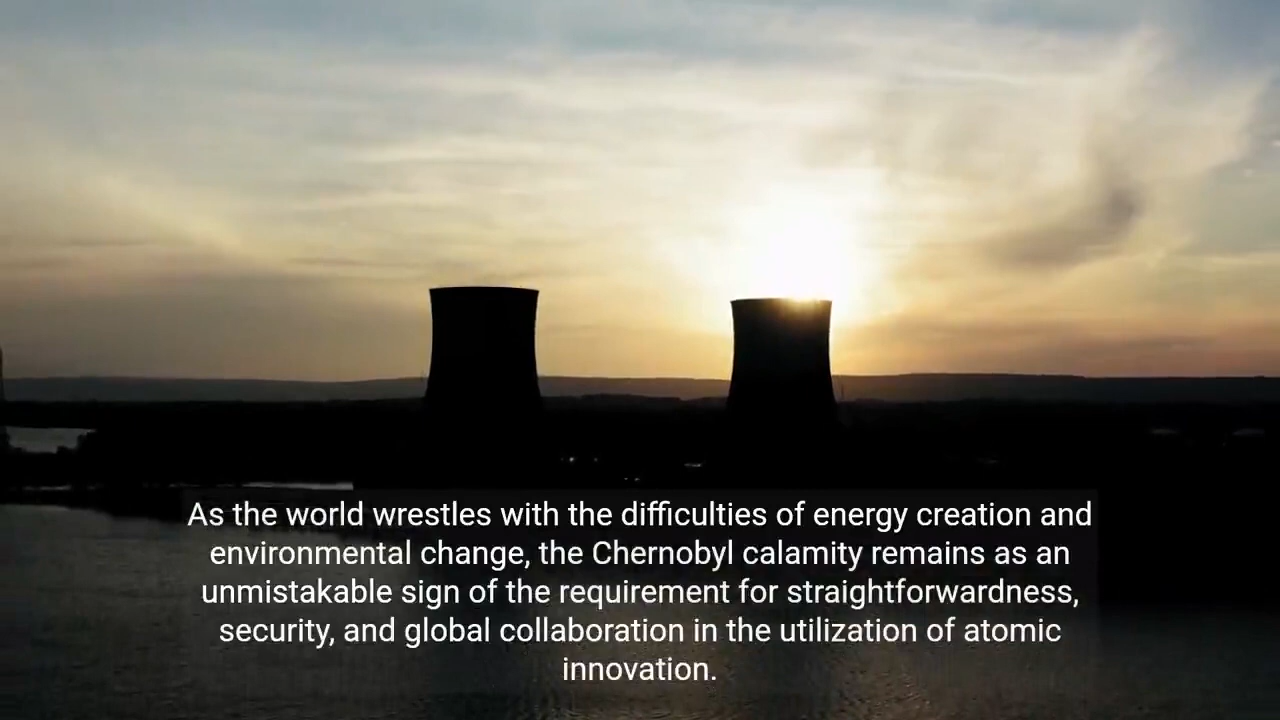 As the world wrestles with the difficulties of energy creation and
environmental change, the Chernobyl calamity remains as an
unmistakable sign of the requirement for straightforwardness,
security, and global collaboration in the utilization of atomic
innovation.